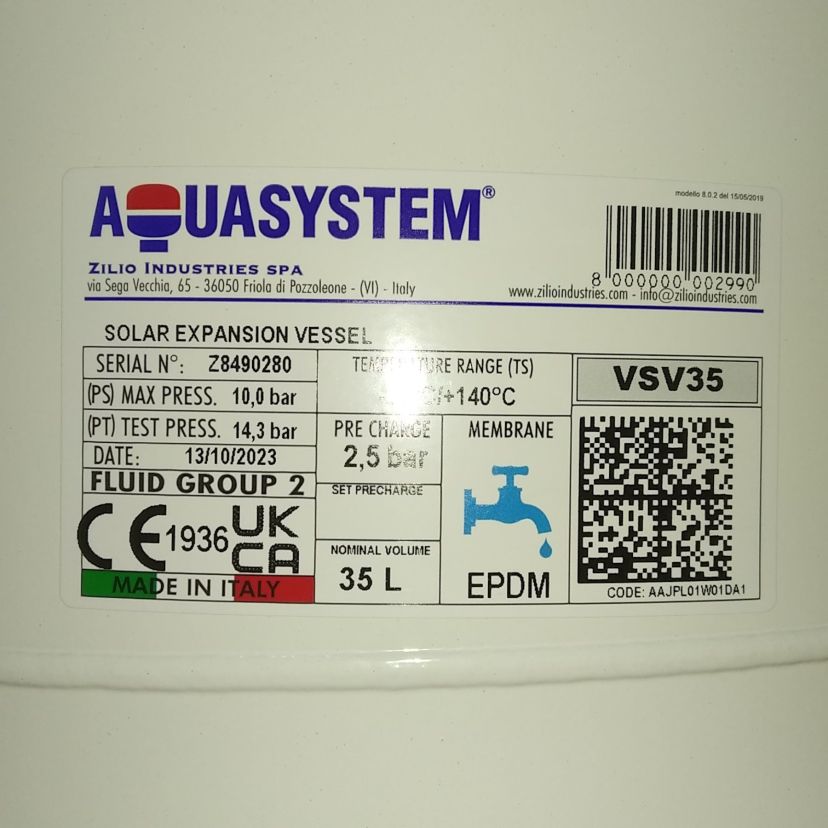 modello 8.0.2 del 15/05/2019
AQUASYSTEM®
ZILIO INDUSTRIES SPA
via Sega Vecchia, 65 - 36050 Friola di Pozzoleone - (VI) - Italy
8 000000 002990
www.zilioindustries.com - info@zilioindustries.com
SOLAR EXPANSION VESSEL
SERIAL N°: Z8490280
(PS) MAX PRESS. 10,0 bar
(PT) TEST PRESS. 14,3 bar
DATE: 13/10/2023
FLUID GROUP 2
CE 1936 UK CA
MADE IN ITALY
TEMPERATURE RANGE (TS)
/+140°C
PRE CHARGE
2,5 bar
SET PRECHARGE
NOMINAL VOLUME
35 L
MEMBRANE
EPDM
VSV35
CODE: AAJPL01W01DA1